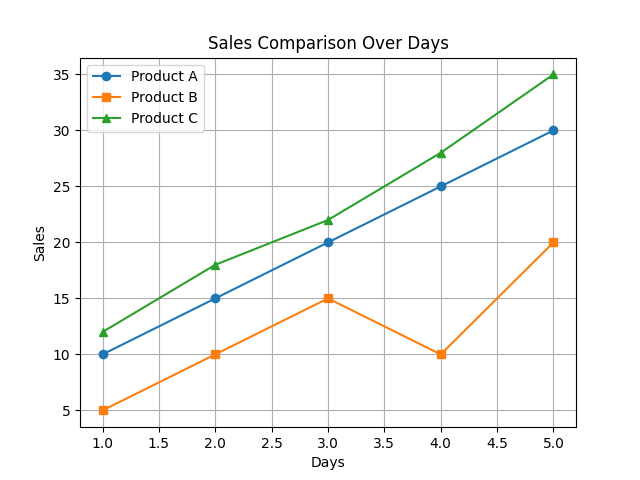 Sales Comparison Over Days
Product A
Product B
Product C
35
30
25
20
15
10
5
Sales
1.0 1.5 2.0 2.5 3.0 3.5 4.0 4.5 5.0
Days